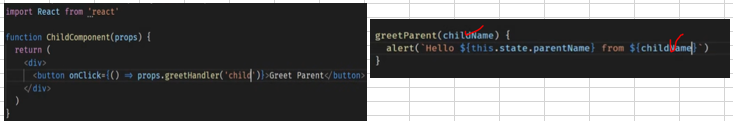 import React from 'react'
function ChildComponent(props) {
return (
<div>
<button onClick={() => props.greetHandler('child')}>Greet Parent</button>
</div>
)
}
greetParent(childName) {
alert(`Hello ${this.state.parentName} from ${childName}`)
}